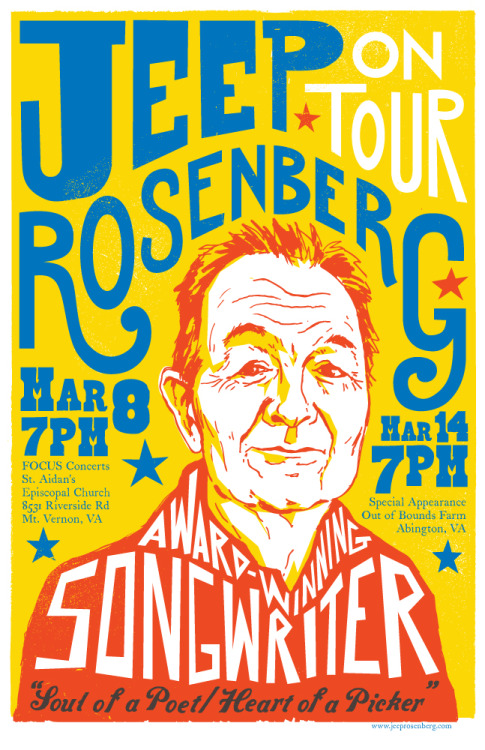 JEEP
ON
TOUR
ROSENBERG
MAR 8
7PM
FOCUS Concerts
St. Aidan's
Episcopal Church
8531 Riverside Rd
Mt. Vernon, VA
MAR 14
7PM
Special Appearance
Out of Bounds Farm
Abington, VA
AWARD-WINNING
SONGWRITER
"Soul of a Poet/Heart of a Picker"
www.jeeprosenberg.com